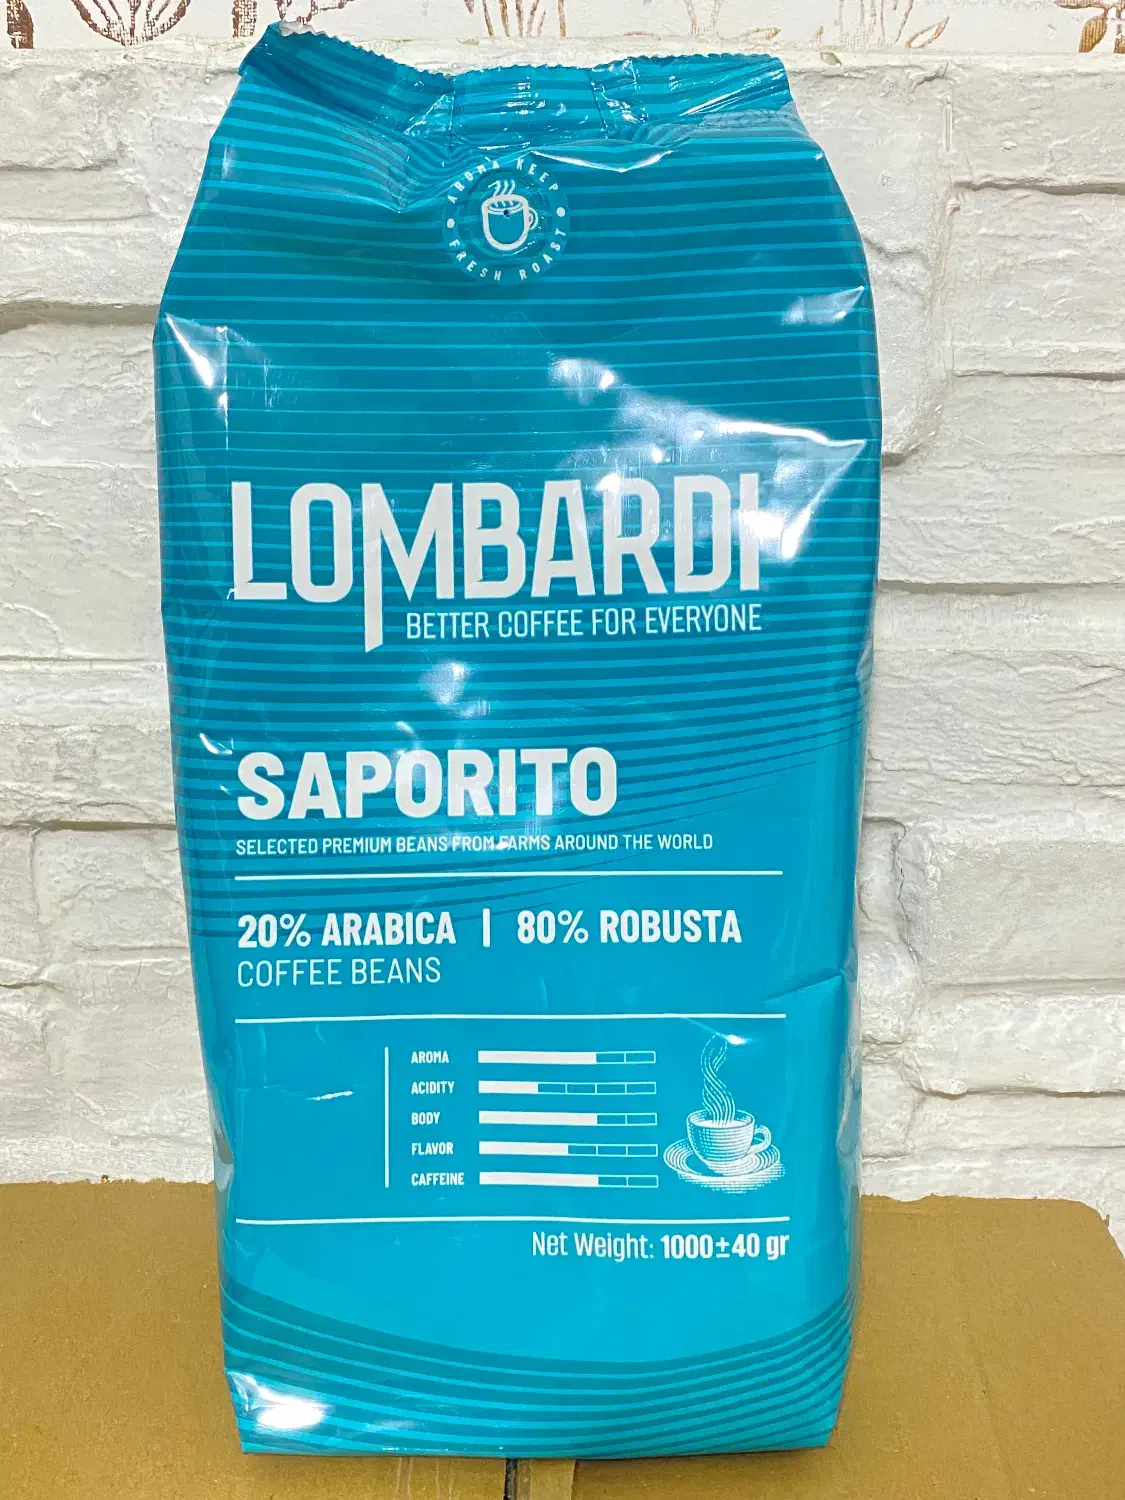 AROMA KEEP
FRESH ROAST
LOMBARDI
BETTER COFFEE FOR EVERYONE
SAPORITO
SELECTED PREMIUM BEANS FROM FARMS AROUND THE WORLD
20% ARABICA | 80% ROBUSTA
COFFEE BEANS
AROMA
ACIDITY
BODY
FLAVOR
CAFFEINE
Net Weight: 1000±40 gr